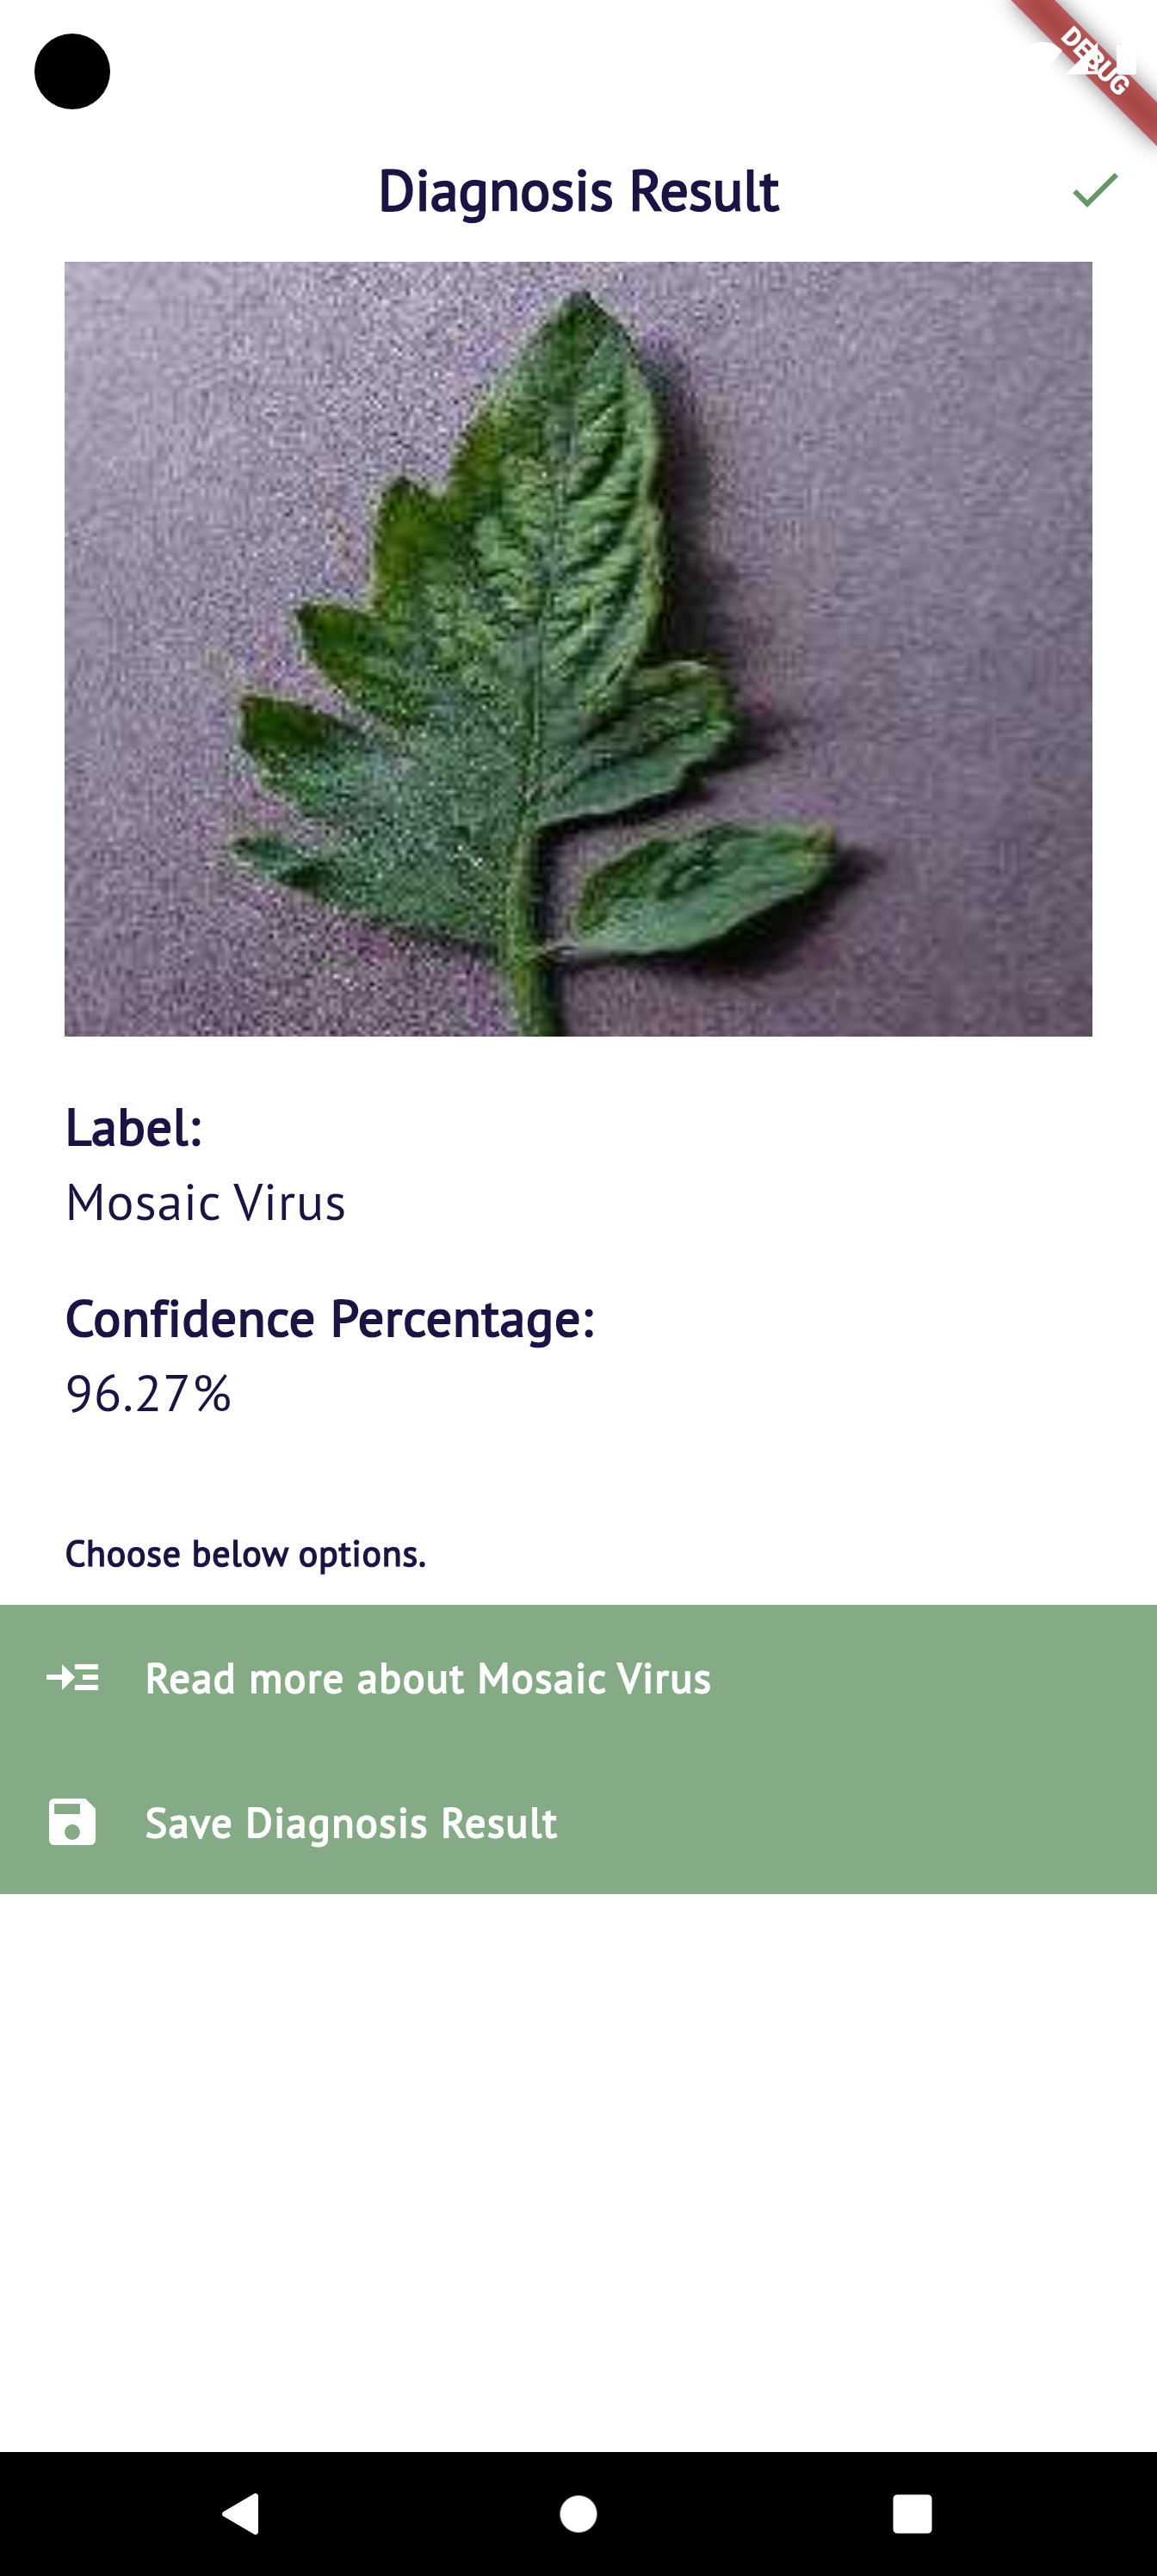 DEBUG
Diagnosis Result
Label:
Mosaic Virus
Confidence Percentage:
96.27%
Choose below options.
Read more about Mosaic Virus
Save Diagnosis Result